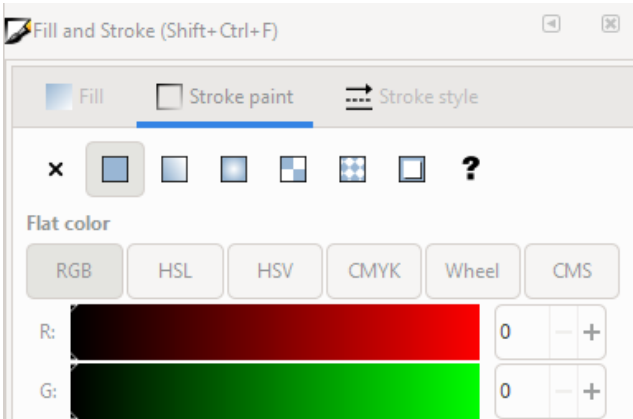 Fill and Stroke (Shift+Ctrl+F)
Fill Stroke paint Stroke style
?
Flat color
RGB HSL HSV CMYK Wheel CMS
R: 0 − +
G: 0 − +